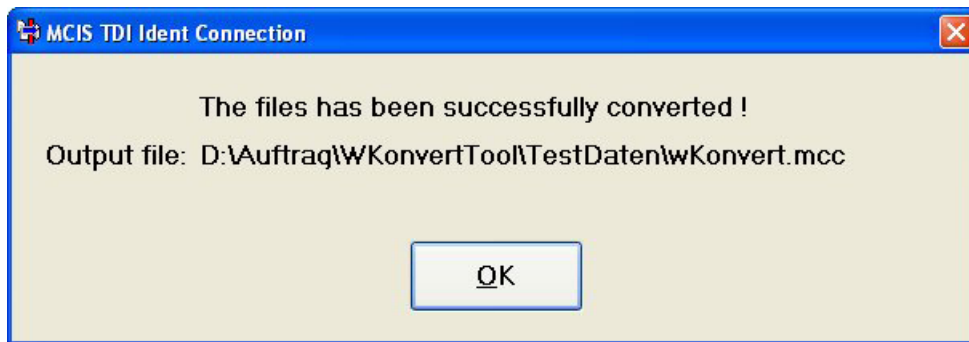 MCIS TDI Ident Connection
The files has been successfully converted !
Output file: D:\Auftrag\WKonvertTool\TestDaten\wKonvert.mcc
OK